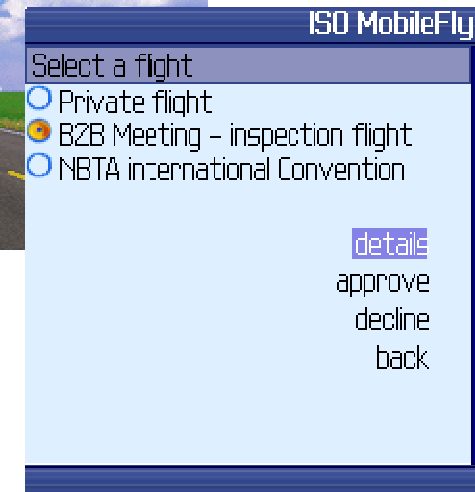 ISO MobileFly
Select a flight
Private flight
B2B Meeting – inspection flight
NBTA international Convention
details
approve
decline
back